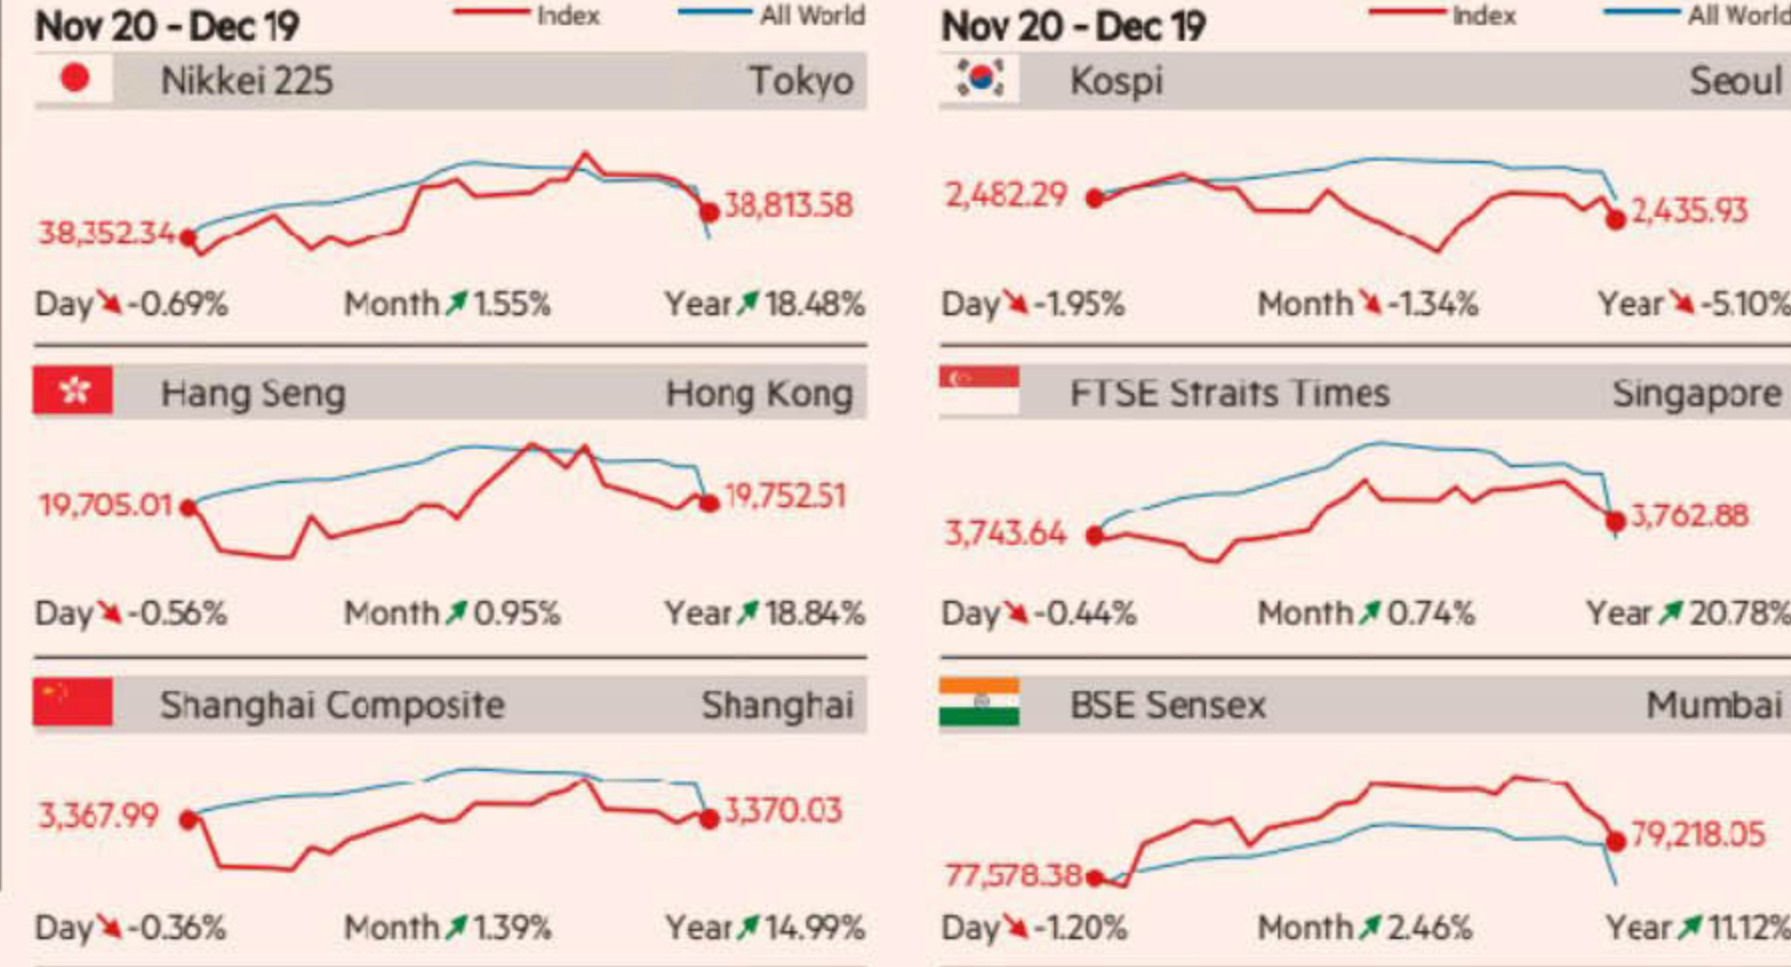 Nov 20 - Dec 19 Index All World
Nikkei 225 Tokyo
38,352.34 38,813.58
Day -0.69% Month 1.55% Year 18.48%
Hang Seng Hong Kong
19,705.01 19,752.51
Day -0.56% Month 0.95% Year 18.84%
Shanghai Composite Shanghai
3,367.99 3,370.03
Day -0.36% Month 1.39% Year 14.99%
Nov 20 - Dec 19 Index All World
Kospi Seoul
2,482.29 2,435.93
Day -1.95% Month -1.34% Year -5.10%
FTSE Straits Times Singapore
3,743.64 3,762.88
Day -0.44% Month 0.74% Year 20.78%
BSE Sensex Mumbai
77,578.38 79,218.05
Day -1.20% Month 2.46% Year 11.12%